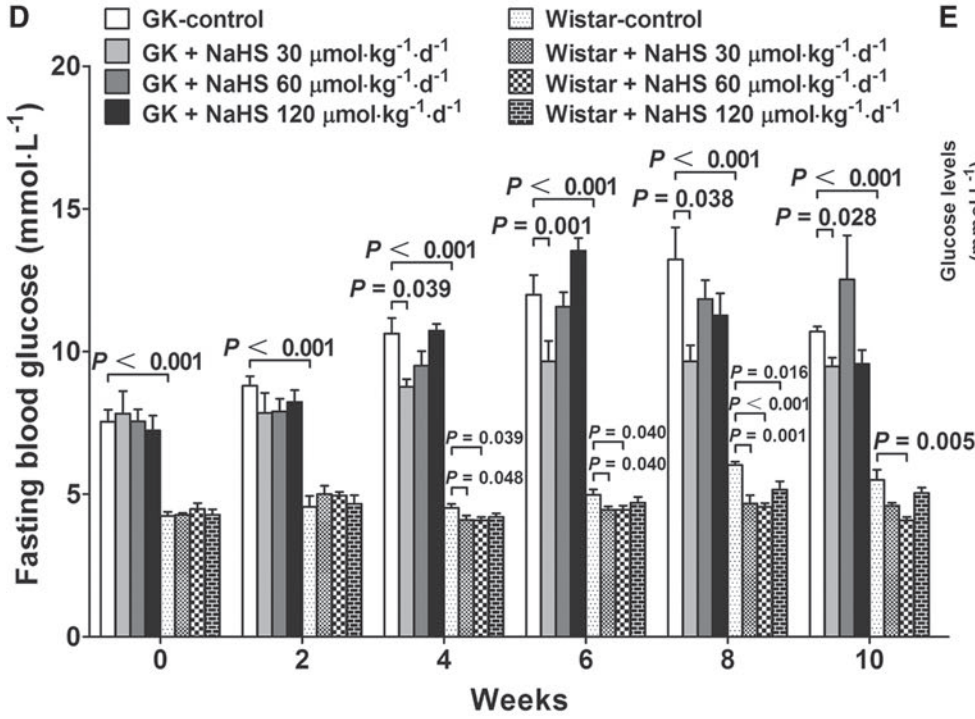 D
E
GK-control
GK + NaHS 30 μmol·kg⁻¹·d⁻¹
GK + NaHS 60 μmol·kg⁻¹·d⁻¹
GK + NaHS 120 μmol·kg⁻¹·d⁻¹
Wistar-control
Wistar + NaHS 30 μmol·kg⁻¹·d⁻¹
Wistar + NaHS 60 μmol·kg⁻¹·d⁻¹
Wistar + NaHS 120 μmol·kg⁻¹·d⁻¹
Fasting blood glucose (mmol·L⁻¹)
20
15
10
5
0
P < 0.001
P < 0.001
P < 0.001
P = 0.039
P = 0.039
P = 0.048
P < 0.001
P = 0.001
P = 0.040
P = 0.040
P < 0.001
P = 0.038
P = 0.016
P < 0.001
P = 0.001
P < 0.001
P = 0.028
P = 0.005
0 2 4 6 8 10
Weeks
Glucose levels